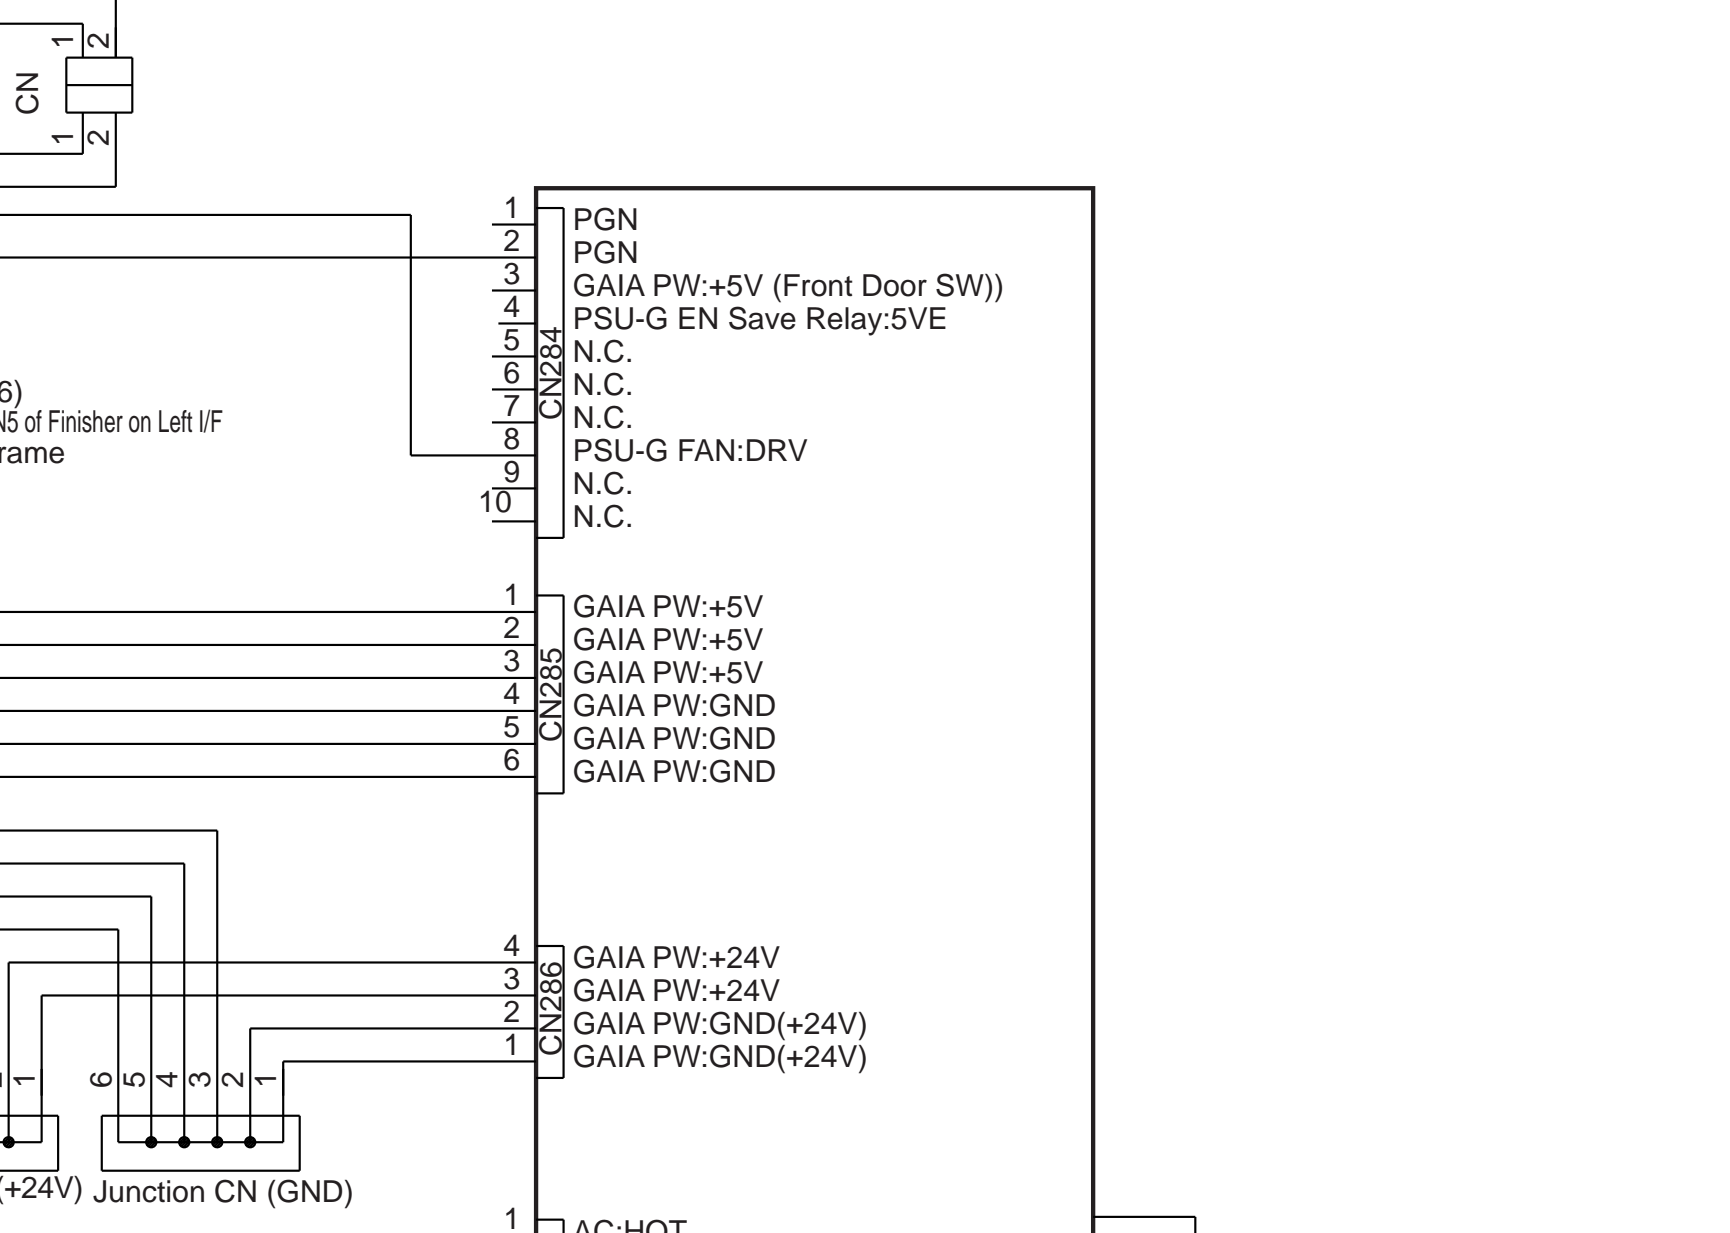 1 2
CN
1 2
6)
N5 of Finisher on Left I/F
rame
CN284
1 PGN
2 PGN
3 GAIA PW:+5V (Front Door SW))
4 PSU-G EN Save Relay:5VE
5 N.C.
6 N.C.
7 N.C.
8 PSU-G FAN:DRV
9 N.C.
10 N.C.
CN285
1 GAIA PW:+5V
2 GAIA PW:+5V
3 GAIA PW:+5V
4 GAIA PW:GND
5 GAIA PW:GND
6 GAIA PW:GND
CN286
4 GAIA PW:+24V
3 GAIA PW:+24V
2 GAIA PW:GND(+24V)
1 GAIA PW:GND(+24V)
1
6 5 4 3 2 1
(+24V)
Junction CN (GND)
1 AC:HOT